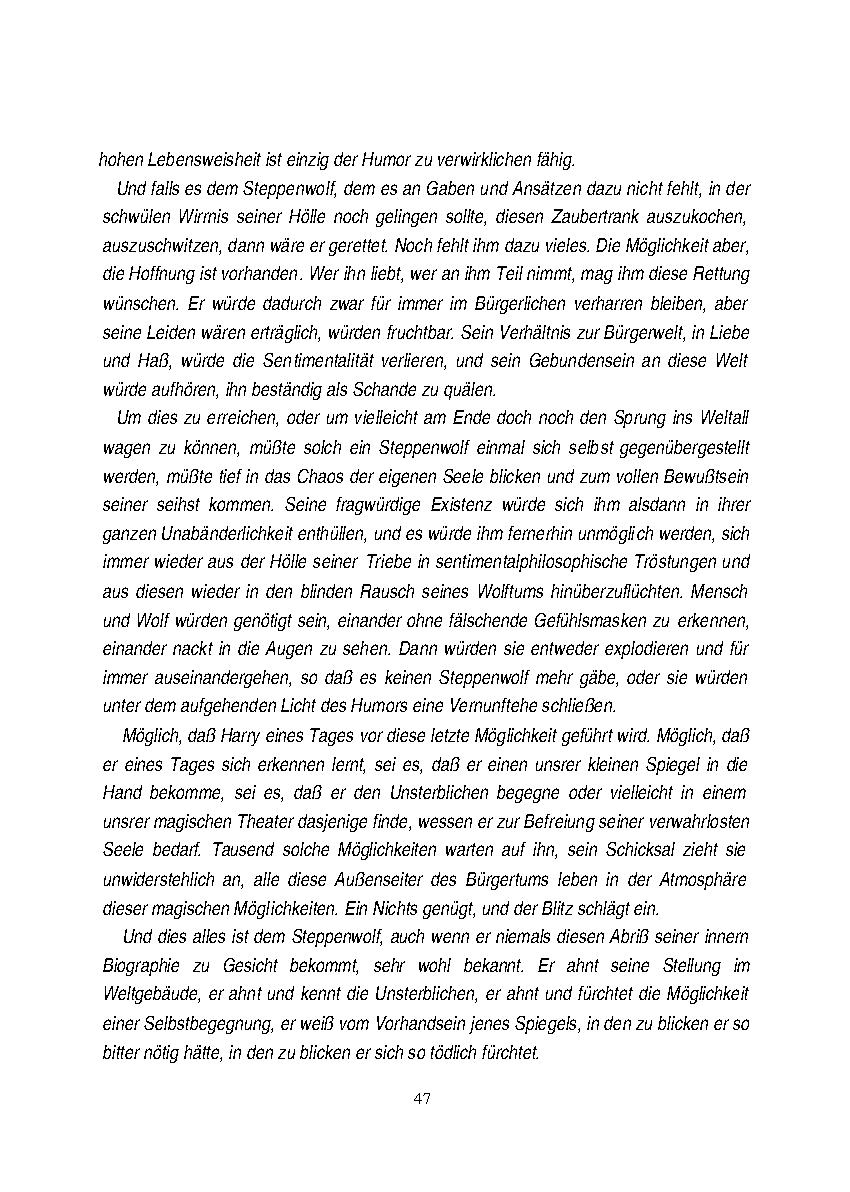 hohen Lebensweisheit ist einzig der Humor zu verwirklichen fähig.
Und falls es dem Steppenwolf, dem es an Gaben und Ansätzen dazu nicht fehlt, in der
schwülen Wirrnis seiner Hölle noch gelingen sollte, diesen Zaubertrank auszukochen,
auszuschwitzen, dann wäre er gerettet. Noch fehlt ihm dazu vieles. Die Möglichkeit aber,
die Hoffnung ist vorhanden. Wer ihn liebt, wer an ihm Teil nimmt, mag ihm diese Rettung
wünschen. Er würde dadurch zwar für immer im Bürgerlichen verharren bleiben, aber
seine Leiden wären erträglich, würden fruchtbar. Sein Verhältnis zur Bürgerwelt, in Liebe
und Haß, würde die Sentimentalität verlieren, und sein Gebundensein an diese Welt
würde aufhören, ihn beständig als Schande zu quälen.
Um dies zu erreichen, oder um vielleicht am Ende doch noch den Sprung ins Weltall
wagen zu können, müßte solch ein Steppenwolf einmal sich selbst gegenübergestellt
werden, müßte tief in das Chaos der eigenen Seele blicken und zum vollen Bewußtsein
seiner seihst kommen. Seine fragwürdige Existenz würde sich ihm alsdann in ihrer
ganzen Unabänderlichkeit enthüllen, und es würde ihm fernerhin unmöglich werden, sich
immer wieder aus der Hölle seiner Triebe in sentimentalphilosophische Tröstungen und
aus diesen wieder in den blinden Rausch seines Wolftums hinüberzuflüchten. Mensch
und Wolf würden genötigt sein, einander ohne fälschende Gefühlsmasken zu erkennen,
einander nackt in die Augen zu sehen. Dann würden sie entweder explodieren und für
immer auseinandergehen, so daß es keinen Steppenwolf mehr gäbe, oder sie würden
unter dem aufgehenden Licht des Humors eine Vernunftehe schließen.
Möglich, daß Harry eines Tages vor diese letzte Möglichkeit geführt wird. Möglich, daß
er eines Tages sich erkennen lernt, sei es, daß er einen unsrer kleinen Spiegel in die
Hand bekomme, sei es, daß er den Unsterblichen begegne oder vielleicht in einem
unsrer magischen Theater dasjenige finde, wessen er zur Befreiung seiner verwahrlosten
Seele bedarf. Tausend solche Möglichkeiten warten auf ihn, sein Schicksal zieht sie
unwiderstehlich an, alle diese Außenseiter des Bürgertums leben in der Atmosphäre
dieser magischen Möglichkeiten. Ein Nichts genügt, und der Blitz schlägt ein.
Und dies alles ist dem Steppenwolf, auch wenn er niemals diesen Abriß seiner innern
Biographie zu Gesicht bekommt, sehr wohl bekannt. Er ahnt seine Stellung im
Weltgebäude, er ahnt und kennt die Unsterblichen, er ahnt und fürchtet die Möglichkeit
einer Selbstbegegnung, er weiß vom Vorhandsein jenes Spiegels, in den zu blicken er so
bitter nötig hätte, in den zu blicken er sich so tödlich fürchtet.
47